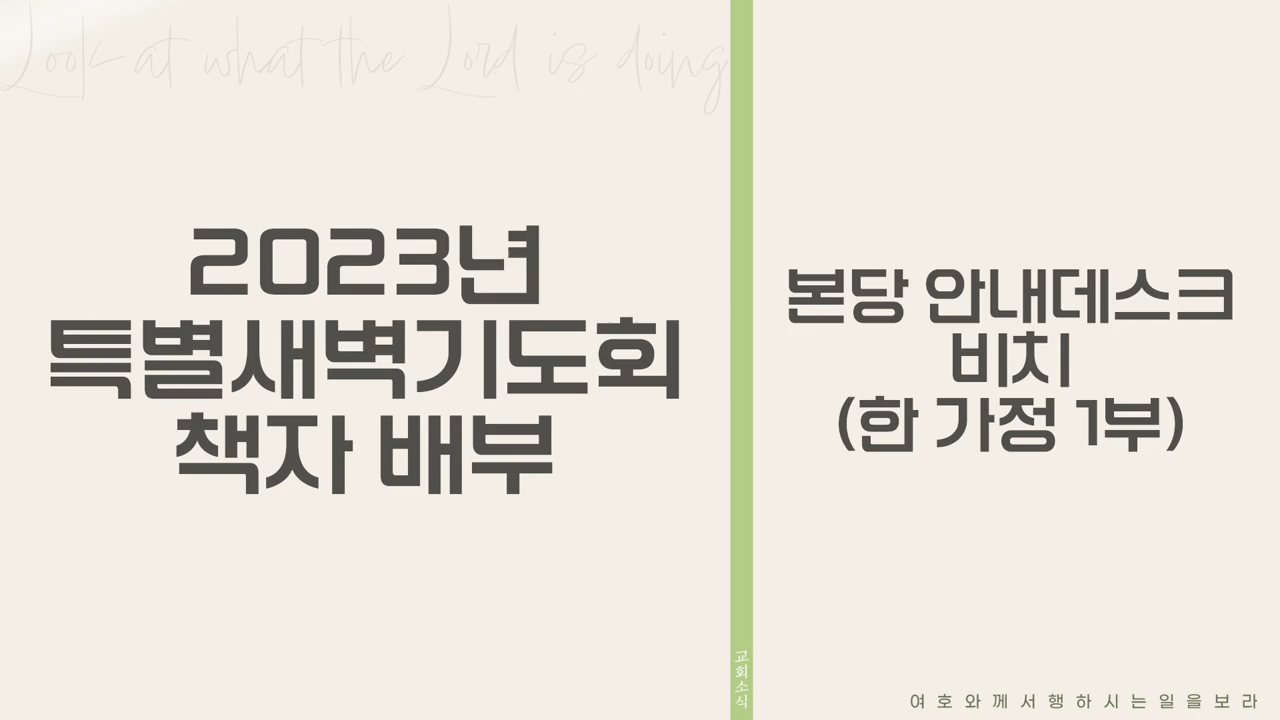 Look at what the Lord is doing
2023년
특별새벽기도회
책자 배부
본당 안내데스크
비치
(한 가정 1부)
교회소식
여호와께서행하시는일을보라